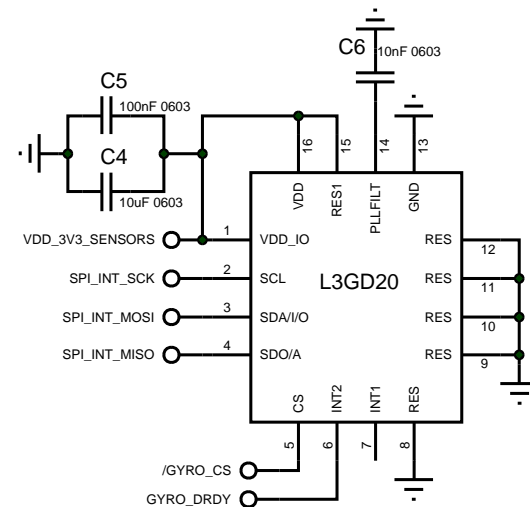 C6
10nF 0603
C5
100nF 0603
C4
10uF 0603
16
15
14
13
VDD
RES1
PLLFILT
GND
VDD_3V3_SENSORS
1
VDD_IO
RES
12
SPI_INT_SCK
2
SCL
L3GD20
RES
11
SPI_INT_MOSI
3
SDA/I/O
RES
10
SPI_INT_MISO
4
SDO/A
RES
9
CS
INT2
INT1
RES
5
6
7
8
/GYRO_CS
GYRO_DRDY